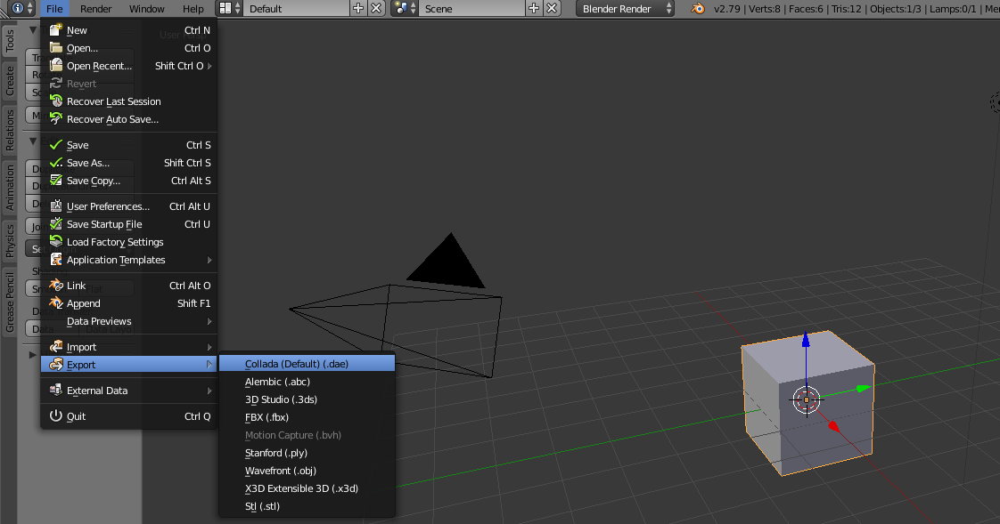 File Render Window Help Default Scene Blender Render v2.79 | Verts:8 | Faces:6 | Tris:12 | Objects:1/3 | Lamps:0/1 |
Tools
Create
Relations
Animation
Physics
Grease Pencil
New Ctrl N
Open... Ctrl O
Open Recent... Shift Ctrl O
Revert
Recover Last Session
Recover Auto Save...
Save Ctrl S
Save As... Shift Ctrl S
Save Copy... Ctrl Alt S
User Preferences... Ctrl Alt U
Save Startup File Ctrl U
Load Factory Settings
Application Templates
Link Ctrl Alt O
Append Shift F1
Data Previews
Import
Export
External Data
Quit Ctrl Q
Collada (Default) (.dae)
Alembic (.abc)
3D Studio (.3ds)
FBX (.fbx)
Motion Capture (.bvh)
Stanford (.ply)
Wavefront (.obj)
X3D Extensible 3D (.x3d)
Stl (.stl)